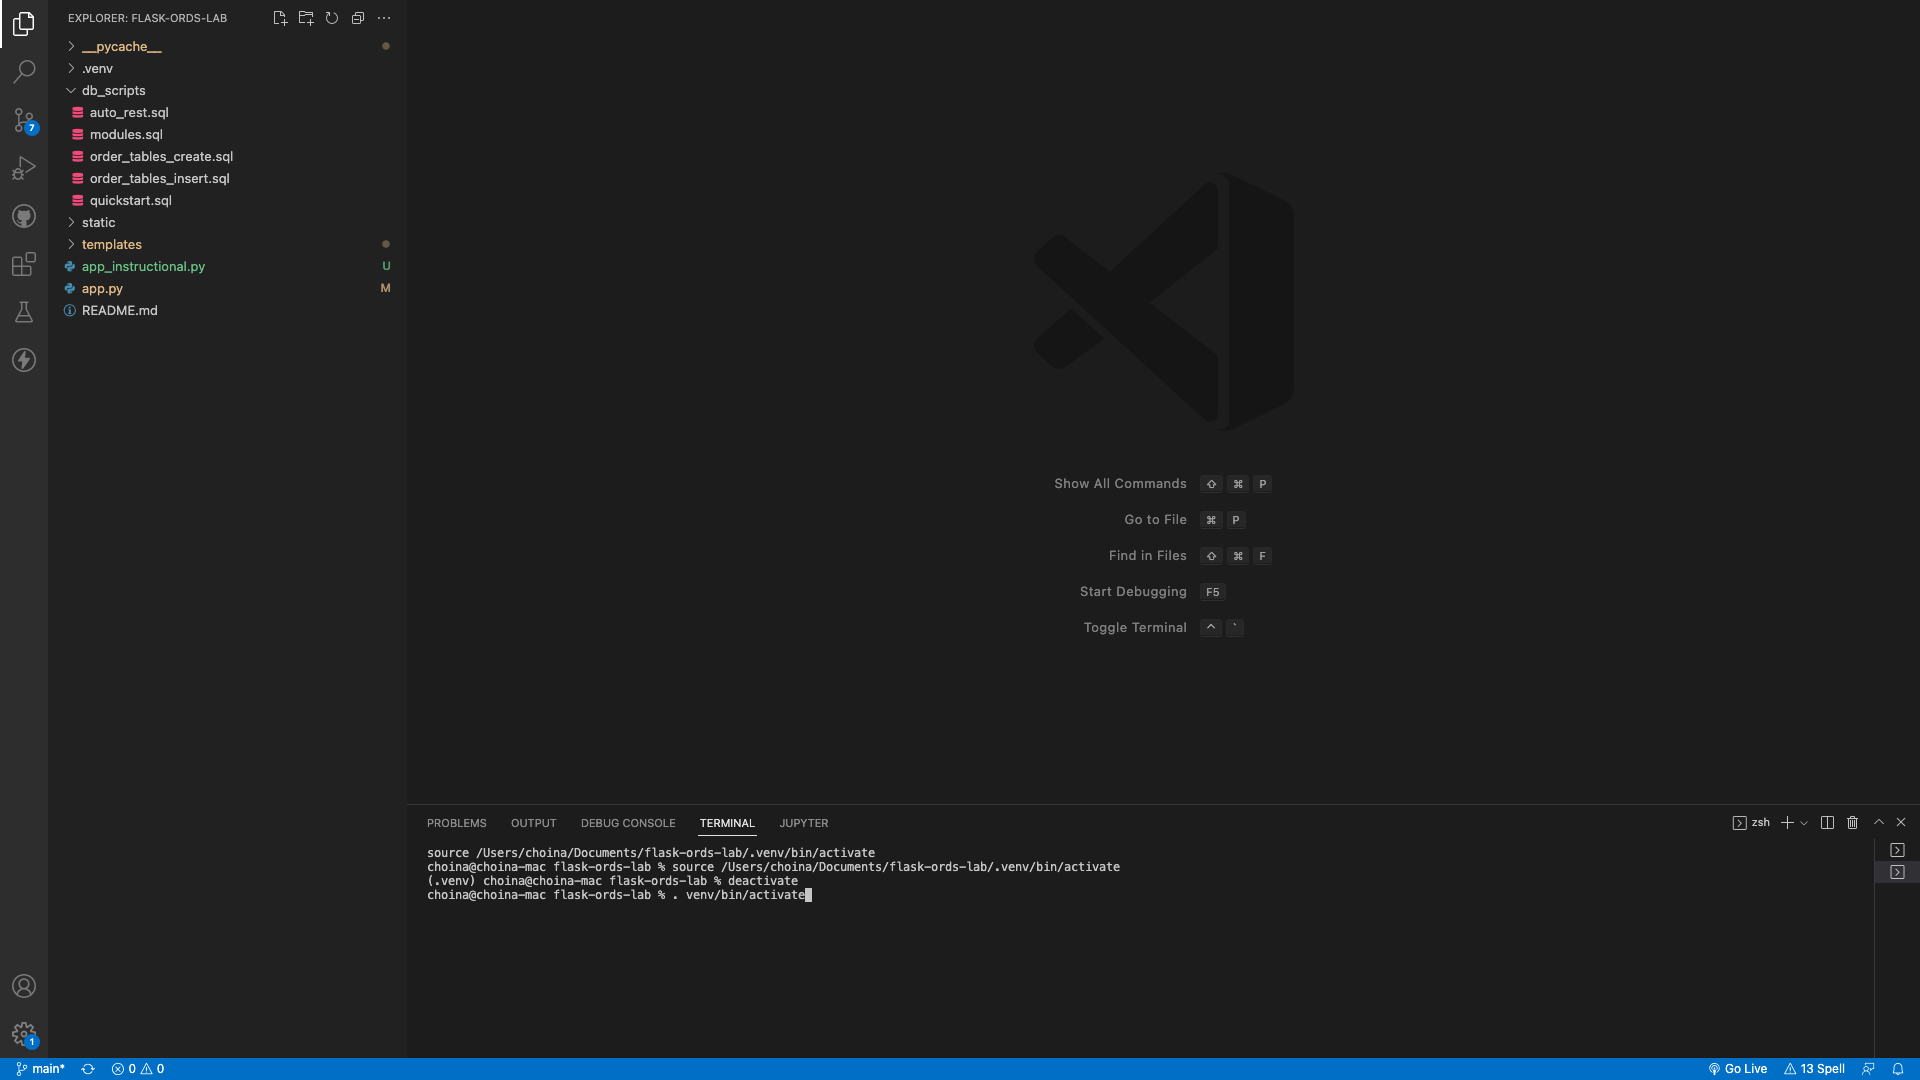 EXPLORER: FLASK-ORDS-LAB
__pycache__
.venv
db_scripts
auto_rest.sql
modules.sql
7
order_tables_create.sql
order_tables_insert.sql
quickstart.sql
static
templates
app_instructional.py U
app.py M
README.md
Show All Commands ⇧ ⌘ P
Go to File ⌘ P
Find in Files ⇧ ⌘ F
Start Debugging F5
Toggle Terminal ^ `
PROBLEMS OUTPUT DEBUG CONSOLE TERMINAL JUPYTER zsh
source /Users/choina/Documents/flask-ords-lab/.venv/bin/activate
choina@choina-mac flask-ords-lab % source /Users/choina/Documents/flask-ords-lab/.venv/bin/activate
(.venv) choina@choina-mac flask-ords-lab % deactivate
choina@choina-mac flask-ords-lab % . venv/bin/activate
1
main* 0 0 Go Live 13 Spell